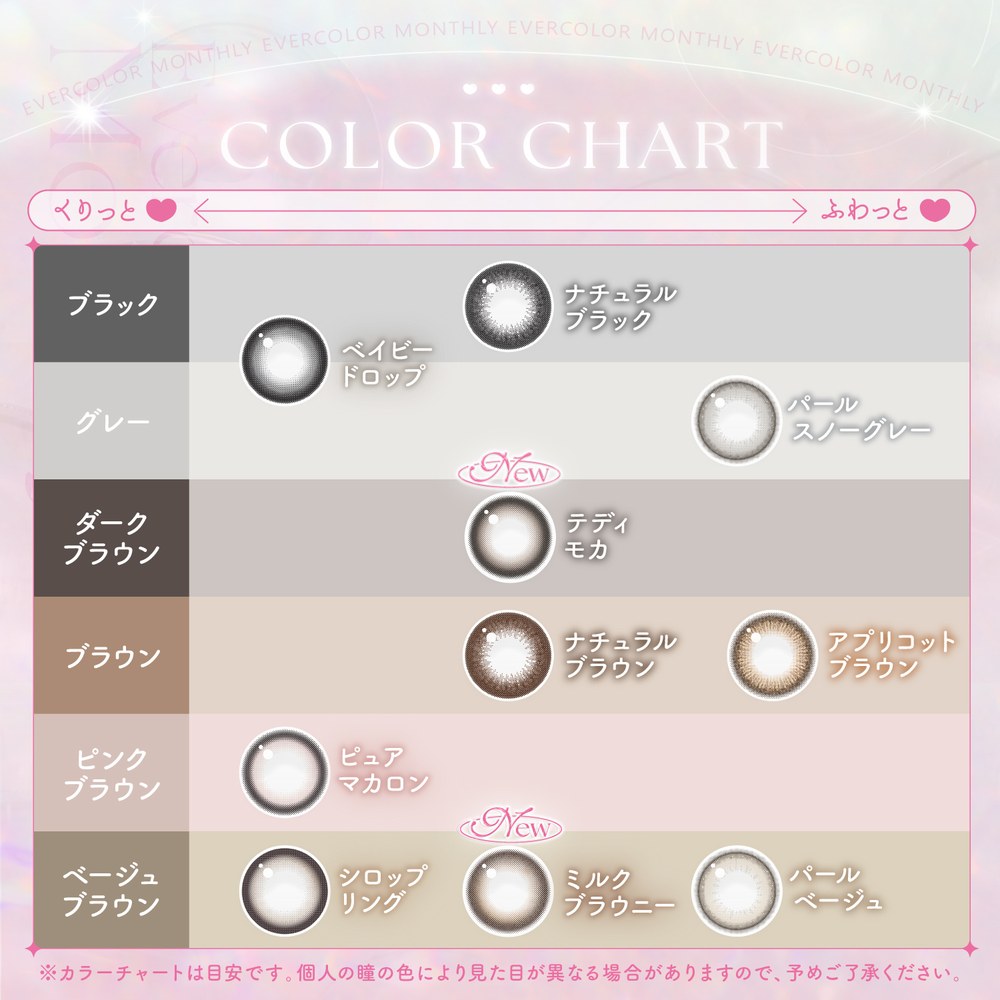 EVERCOLOR MONTHLY EVERCOLOR MONTHLY EVERCOLOR MONTHLY EVERCOLOR MONTHLY
COLOR CHART
くりっと
ふわっと
ブラック
ナチュラル
ブラック
ベイビー
ドロップ
グレー
パール
スノーグレー
New
ダーク
ブラウン
テディ
モカ
ブラウン
ナチュラル
ブラウン
アプリコット
ブラウン
ピンク
ブラウン
ピュア
マカロン
New
ベージュ
ブラウン
シロップ
リング
ミルク
ブラウニー
パール
ベージュ
※カラーチャートは目安です。個人の瞳の色により見た目が異なる場合がありますので、予めご了承ください。